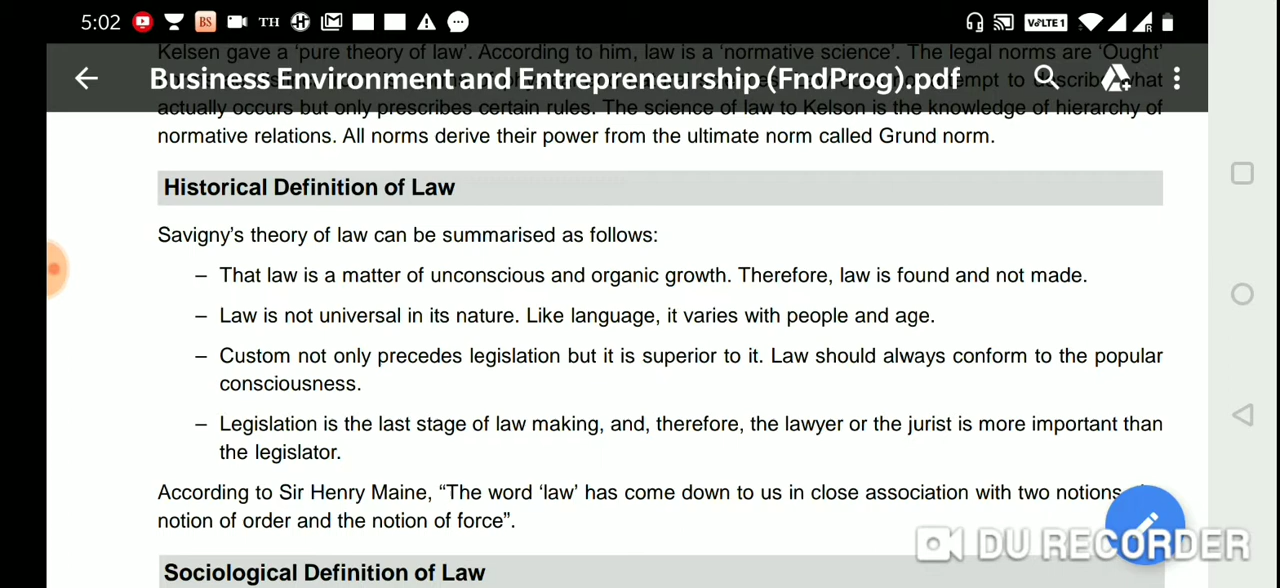 5:02 BS TH VoLTE 1 R
Kelsen gave a 'pure theory of law'. According to him, law is a 'normative science'. The legal norms are 'Ought'
Business Environment and Entrepreneurship (FndProg).pdf
actually occurs but only prescribes certain rules. The science of law to Kelson is the knowledge of hierarchy of
normative relations. All norms derive their power from the ultimate norm called Grund norm.
Historical Definition of Law
Savigny's theory of law can be summarised as follows:
– That law is a matter of unconscious and organic growth. Therefore, law is found and not made.
– Law is not universal in its nature. Like language, it varies with people and age.
– Custom not only precedes legislation but it is superior to it. Law should always conform to the popular
consciousness.
– Legislation is the last stage of law making, and, therefore, the lawyer or the jurist is more important than
the legislator.
According to Sir Henry Maine, “The word ‘law’ has come down to us in close association with two notions
notion of order and the notion of force”.
DU RECORDER
Sociological Definition of Law